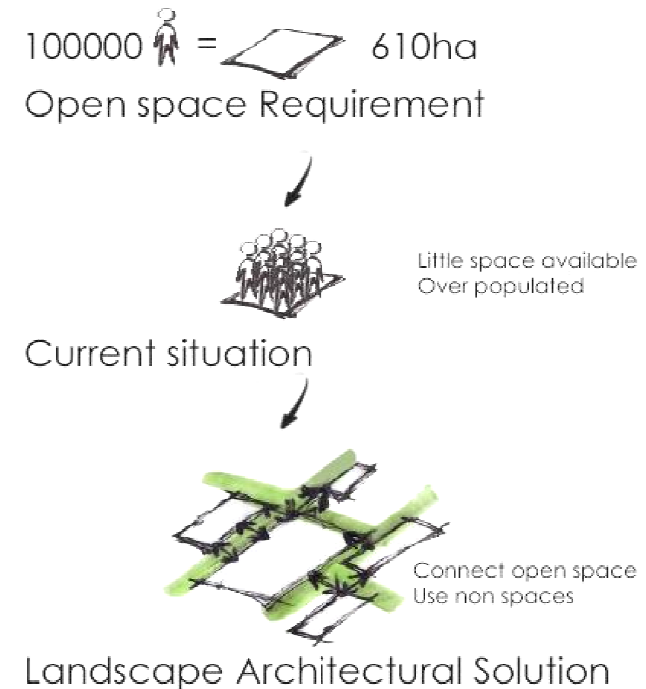 100000 = 610ha
Open space Requirement
Little space available
Over populated
Current situation
Connect open space
Use non spaces
Landscape Architectural Solution